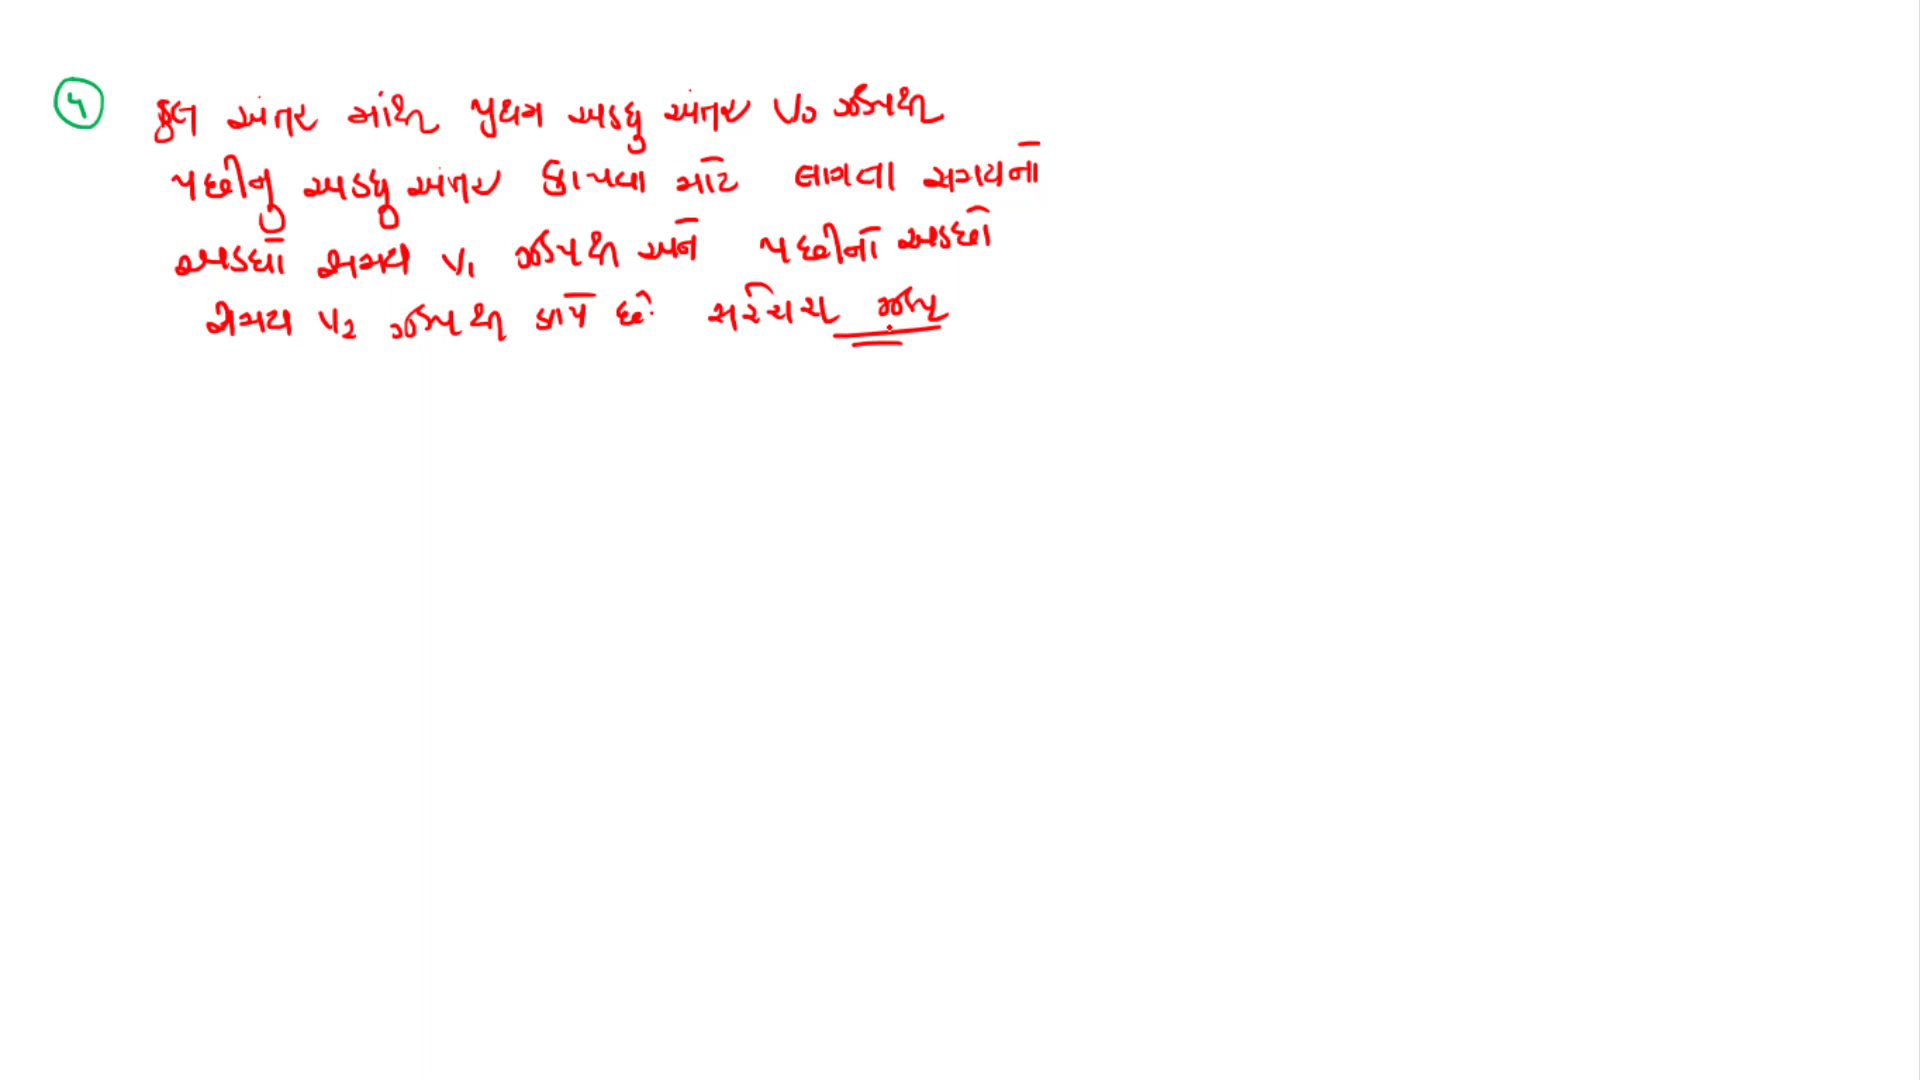 ૫ કુલ અંતર માંથી પ્રથમ અડધુ અંતર V₀ ઝડપથી
પછીનુ અડધુ અંતર કાપવા માટે લાગતા સમયનો
અડધો સમય V₁ ઝડપથી અને પછીનો અડધો
સમય V₂ ઝડપથી કાપે છે. સરેરાશ ઝડપ